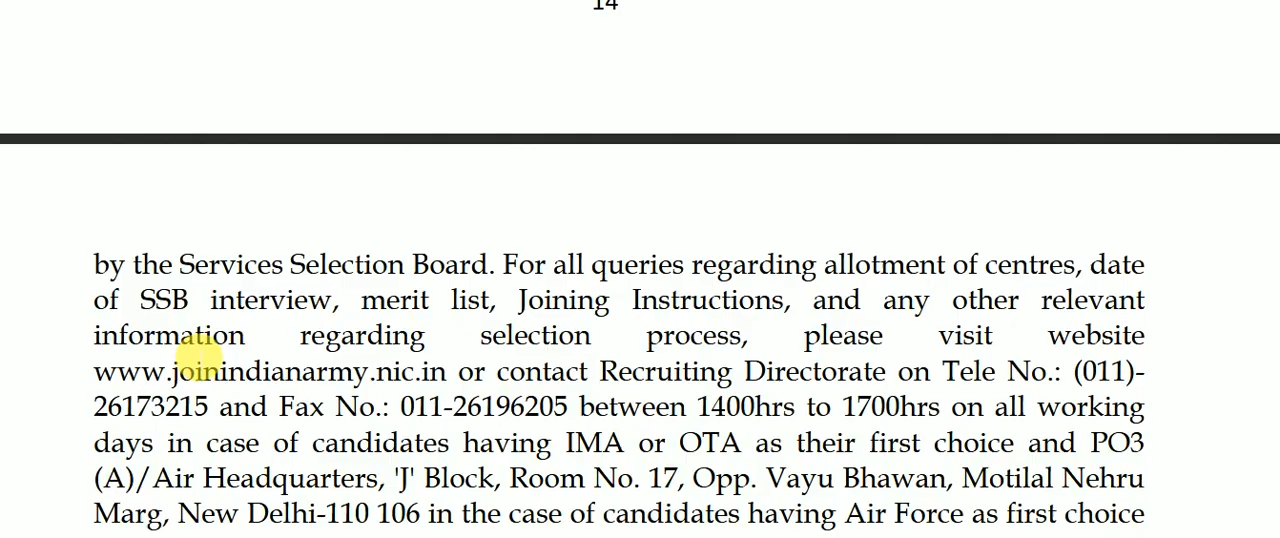 14
by the Services Selection Board. For all queries regarding allotment of centres, date
of SSB interview, merit list, Joining Instructions, and any other relevant
information regarding selection process, please visit website
www.joinindianarmy.nic.in or contact Recruiting Directorate on Tele No.: (011)-
26173215 and Fax No.: 011-26196205 between 1400hrs to 1700hrs on all working
days in case of candidates having IMA or OTA as their first choice and PO3
(A)/Air Headquarters, 'J' Block, Room No. 17, Opp. Vayu Bhawan, Motilal Nehru
Marg, New Delhi-110 106 in the case of candidates having Air Force as first choice